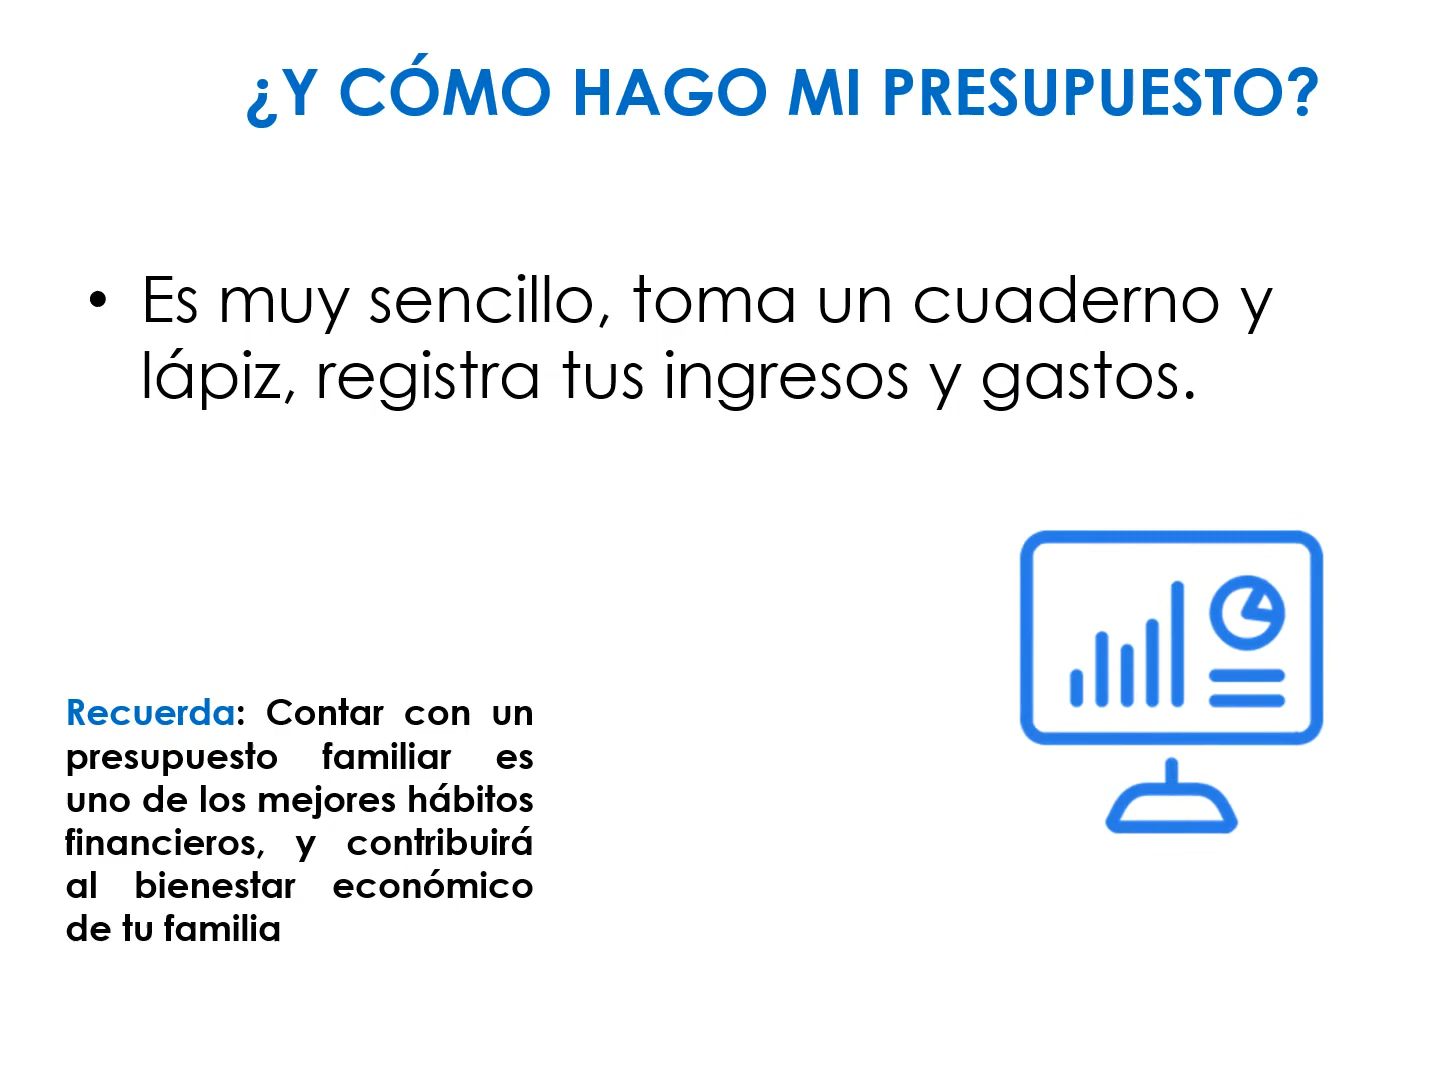 ¿Y CÓMO HAGO MI PRESUPUESTO?
• Es muy sencillo, toma un cuaderno y
lápiz, registra tus ingresos y gastos.
Recuerda: Contar con un
presupuesto familiar es
uno de los mejores hábitos
financieros, y contribuirá
al bienestar económico
de tu familia